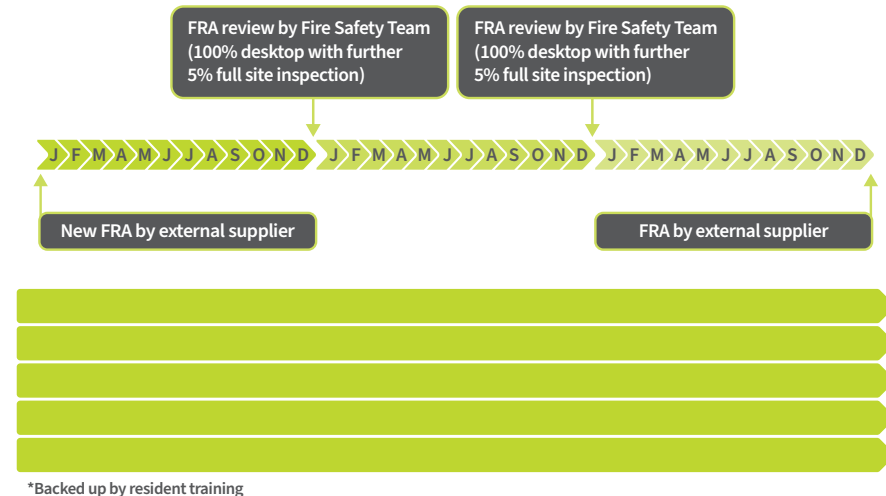 FRA review by Fire Safety Team
(100% desktop with further
5% full site inspection)
FRA review by Fire Safety Team
(100% desktop with further
5% full site inspection)
J F M A M J J A S O N D J F M A M J J A S O N D J F M A M J J A S O N D
New FRA by external supplier
FRA by external supplier
*Backed up by resident training